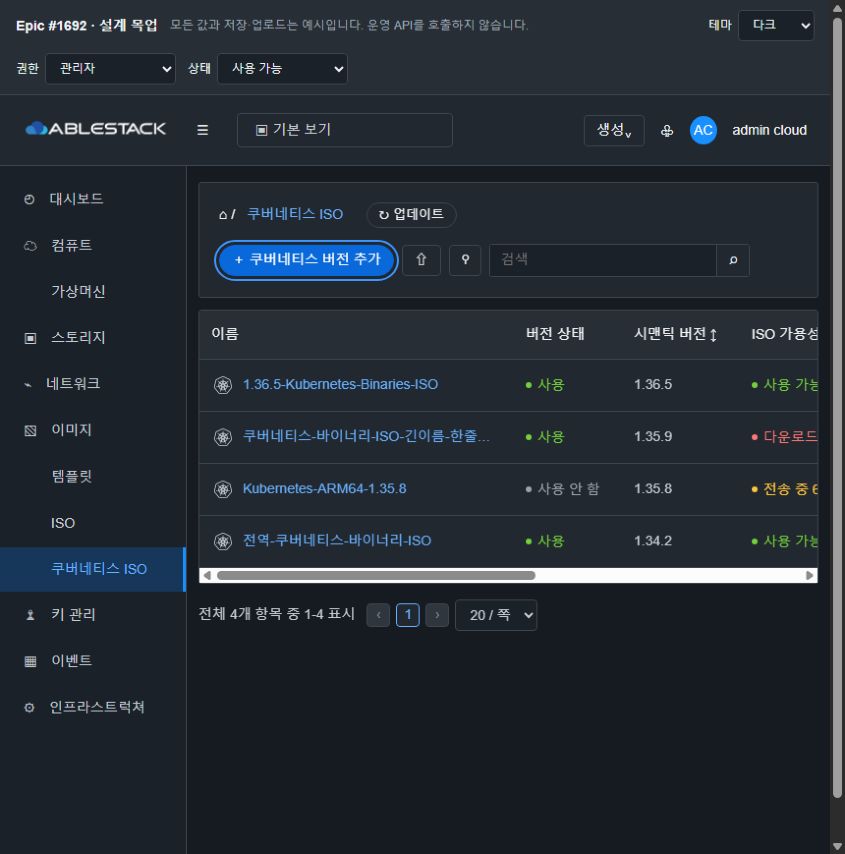 Epic #1692 · 설계 목업 모든 값과 저장·업로드는 예시입니다. 운영 API를 호출하지 않습니다. 테마 다크
권한 관리자 상태 사용 가능
ABLESTACK 기본 보기 생성 AC admin cloud
대시보드
컴퓨트
가상머신
스토리지
네트워크
이미지
템플릿
ISO
쿠버네티스 ISO
키 관리
이벤트
인프라스트럭쳐
/ 쿠버네티스 ISO 업데이트
+ 쿠버네티스 버전 추가 검색
이름 버전 상태 시맨틱 버전 ISO 가용성
1.36.5-Kubernetes-Binaries-ISO 사용 1.36.5 사용 가능
쿠버네티스-바이너리-ISO-긴이름-한줄... 사용 1.35.9 다운로드
Kubernetes-ARM64-1.35.8 사용 안 함 1.35.8 전송 중 6
전역-쿠버네티스-바이너리-ISO 사용 1.34.2 사용 가능
전체 4개 항목 중 1-4 표시 ‹ 1 › 20 / 쪽